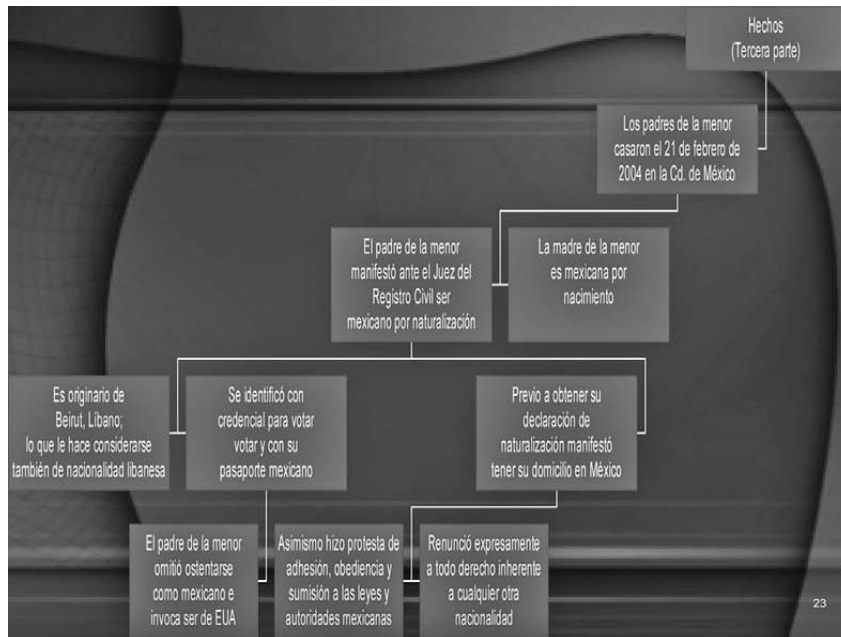 Hechos
(Tercera parte)
Los padres de la menor
casaron el 21 de febrero de
2004 en la Cd. de México
El padre de la menor
manifestó ante el Juez del
Registro Civil ser
mexicano por naturalización
La madre de la menor
es mexicana por
nacimiento
Es originario de
Beirut, Líbano;
lo que le hace considerarse
también de nacionalidad libanesa
Se identificó con
credencial para votar
votar y con su
pasaporte mexicano
Previo a obtener su
declaración de
naturalización manifestó
tener su domicilio en México
El padre de la menor
omitió ostentarse
como mexicano e
invoca ser de EUA
Asimismo hizo protesta de
adhesión, obediencia y
sumisión a las leyes y
autoridades mexicanas
Renunció expresamente
a todo derecho inherente
a cualquier otra
nacionalidad
23